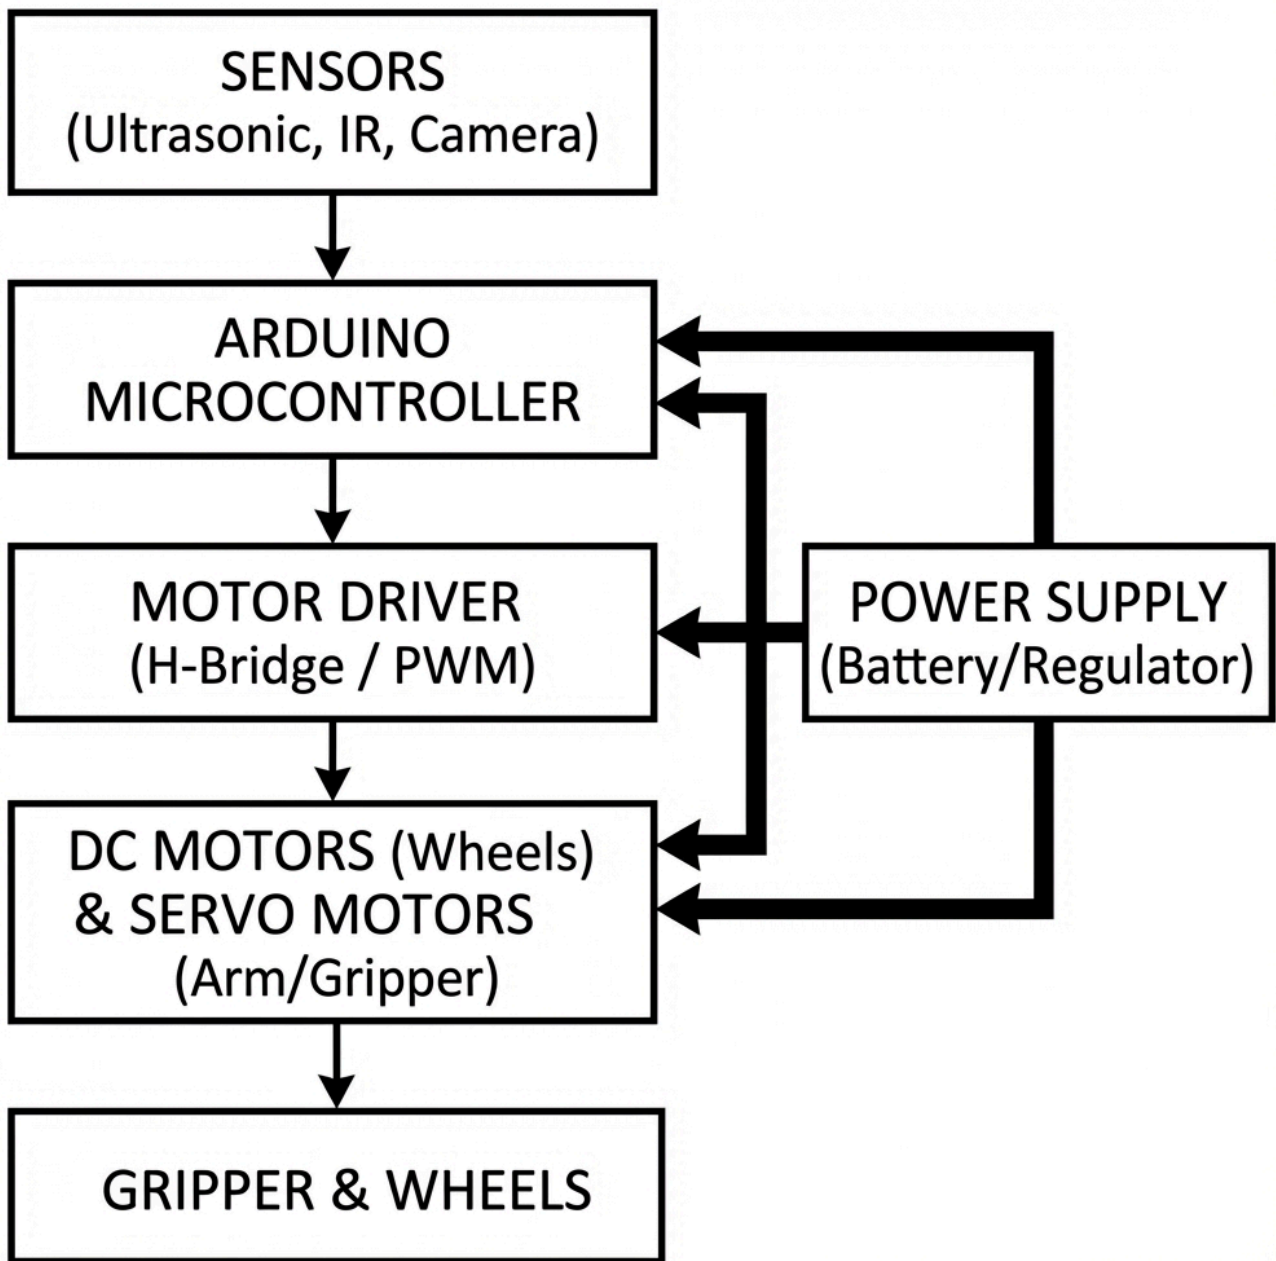 SENSORS
(Ultrasonic, IR, Camera)
ARDUINO
MICROCONTROLLER
MOTOR DRIVER
(H-Bridge / PWM)
POWER SUPPLY
(Battery/Regulator)
DC MOTORS (Wheels)
& SERVO MOTORS
(Arm/Gripper)
GRIPPER & WHEELS